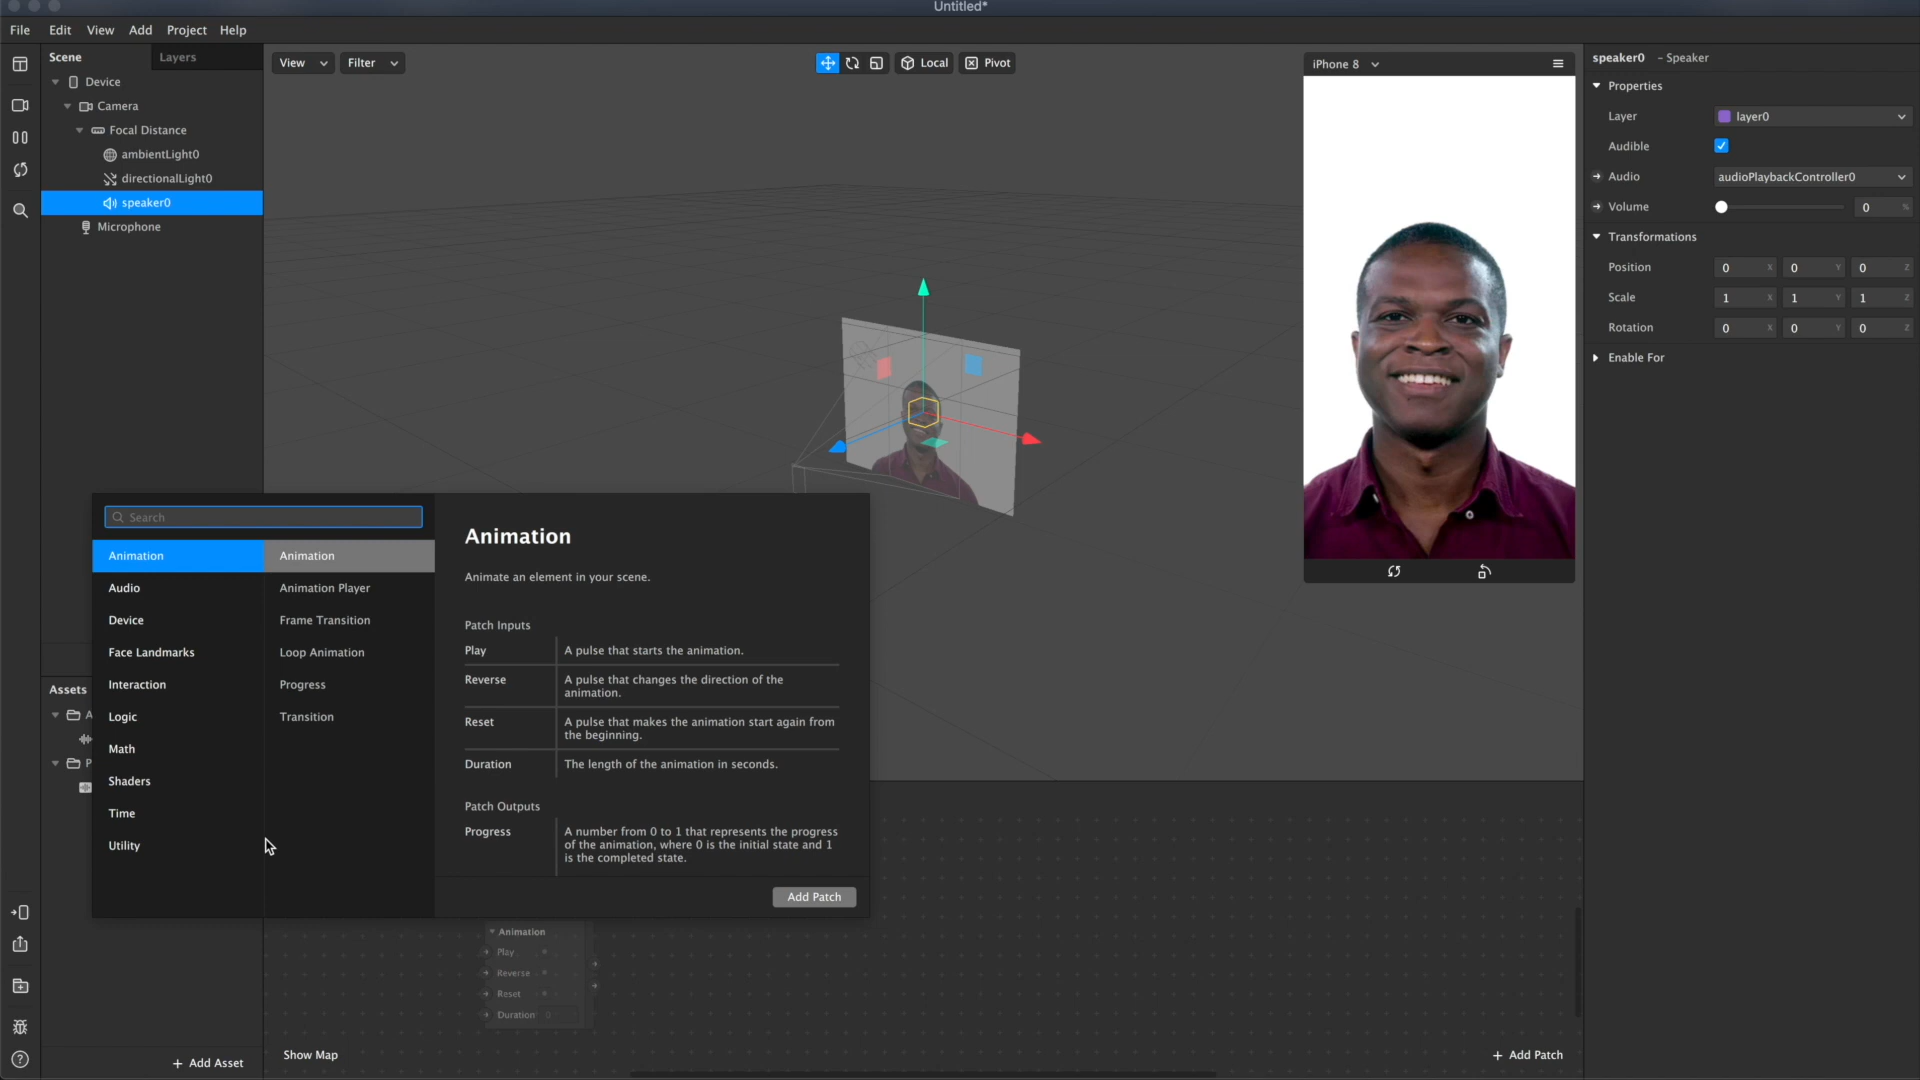 Untitled*
File Edit View Add Project Help
Scene Layers
Device
Camera
Focal Distance
ambientLight0
directionalLight0
speaker0
Microphone
View Filter Local Pivot
iPhone 8
speaker0 – Speaker
Properties
Layer layer0
Audible
Audio audioPlaybackController0
Volume 0 %
Transformations
Position 0 X 0 Y 0 Z
Scale 1 X 1 Y 1 Z
Rotation 0 X 0 Y 0 Z
Enable For
Search
Animation
Audio
Device
Face Landmarks
Interaction
Logic
Math
Shaders
Time
Utility
Animation
Animation Player
Frame Transition
Loop Animation
Progress
Transition
Animation
Animate an element in your scene.
Patch Inputs
Play A pulse that starts the animation.
Reverse A pulse that changes the direction of the
animation.
Reset A pulse that makes the animation start again from
the beginning.
Duration The length of the animation in seconds.
Patch Outputs
Progress A number from 0 to 1 that represents the progress
of the animation, where 0 is the initial state and 1
is the completed state.
Add Patch
Assets
A
P
Animation
Play
Reverse
Reset
Duration 0
+ Add Asset
Show Map
+ Add Patch